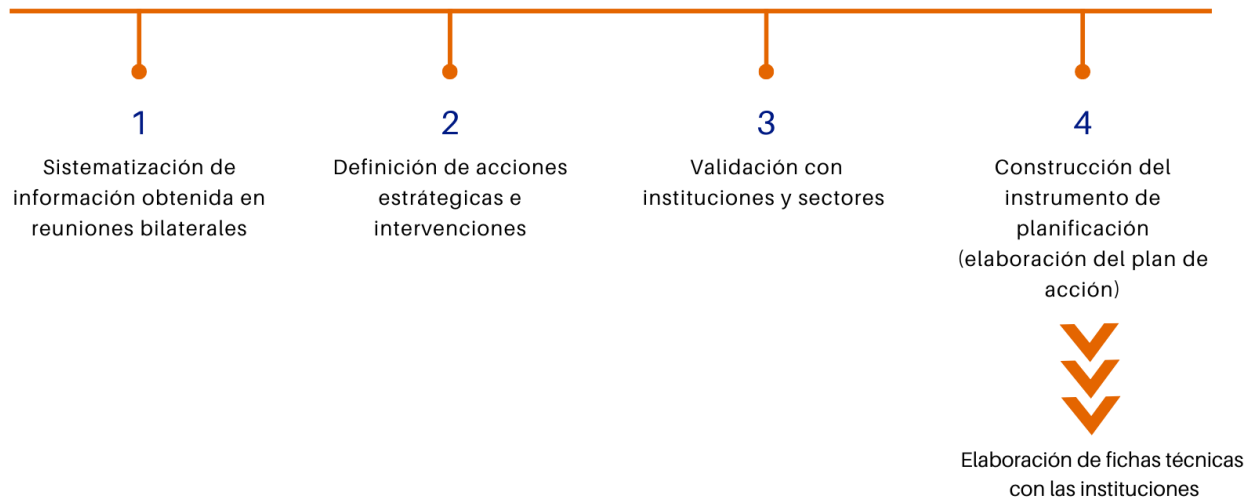 1
Sistematización de
información obtenida en
reuniones bilaterales
2
Definición de acciones
estrátegicas e
intervenciones
3
Validación con
instituciones y sectores
4
Construcción del
instrumento de
planificación
(elaboración del plan de
acción)
Elaboración de fichas técnicas
con las instituciones